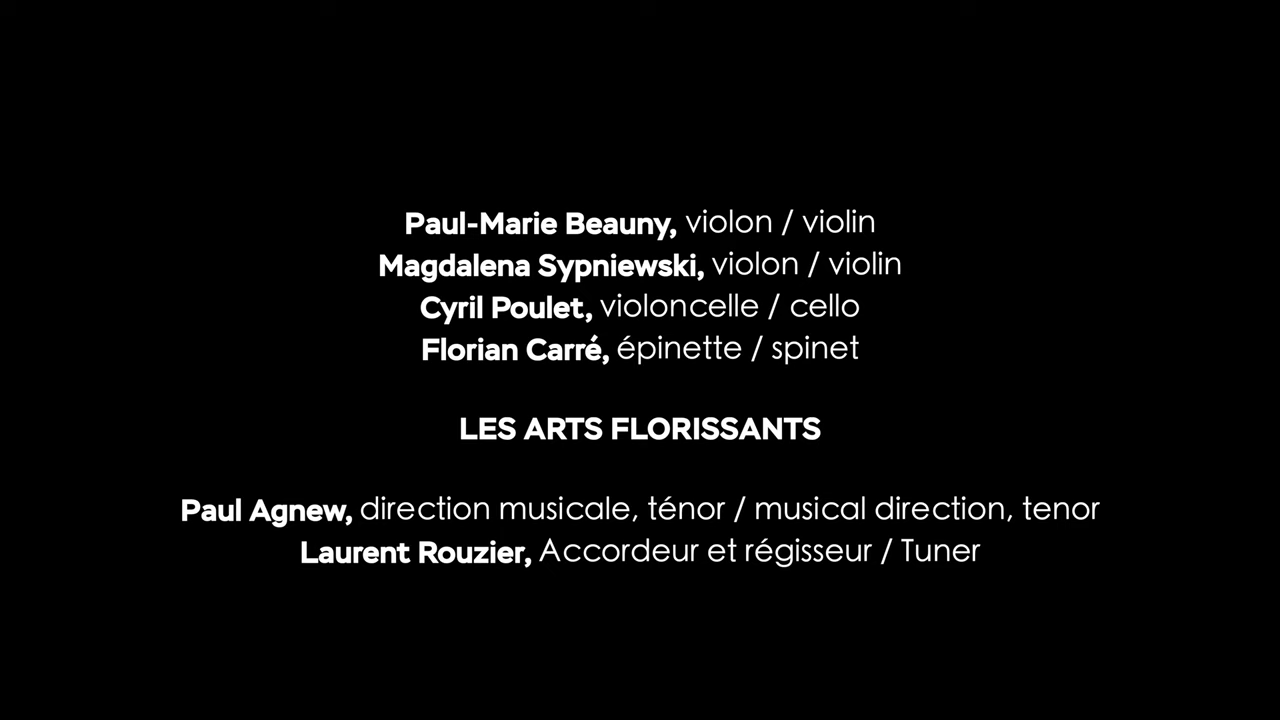 Paul-Marie Beauny, violon / violin
Magdalena Sypniewski, violon / violin
Cyril Poulet, violoncelle / cello
Florian Carré, épinette / spinet
LES ARTS FLORISSANTS
Paul Agnew, direction musicale, ténor / musical direction, tenor
Laurent Rouzier, Accordeur et régisseur / Tuner